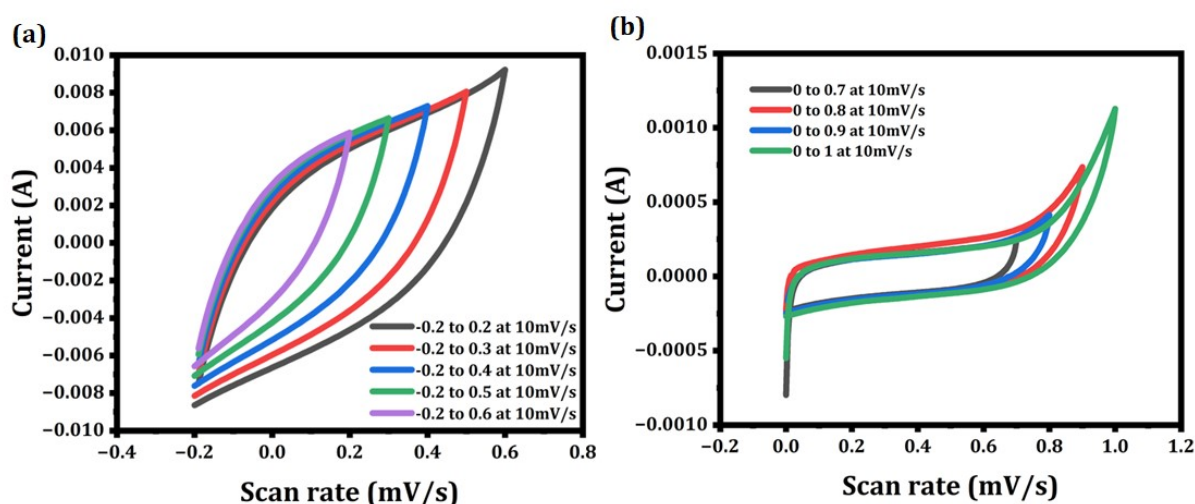 (a)
0.010
0.008
0.006
0.004
0.002
0.000
−0.002
−0.004
−0.006
−0.008
−0.010
Current (A)
-0.2 to 0.2 at 10mV/s
-0.2 to 0.3 at 10mV/s
-0.2 to 0.4 at 10mV/s
-0.2 to 0.5 at 10mV/s
-0.2 to 0.6 at 10mV/s
−0.4 −0.2 0.0 0.2 0.4 0.6 0.8
Scan rate (mV/s)
(b)
0.0015
0.0010
0.0005
0.0000
−0.0005
−0.0010
Current (A)
0 to 0.7 at 10mV/s
0 to 0.8 at 10mV/s
0 to 0.9 at 10mV/s
0 to 1 at 10mV/s
−0.2 0.0 0.2 0.4 0.6 0.8 1.0 1.2
Scan rate (mV/s)